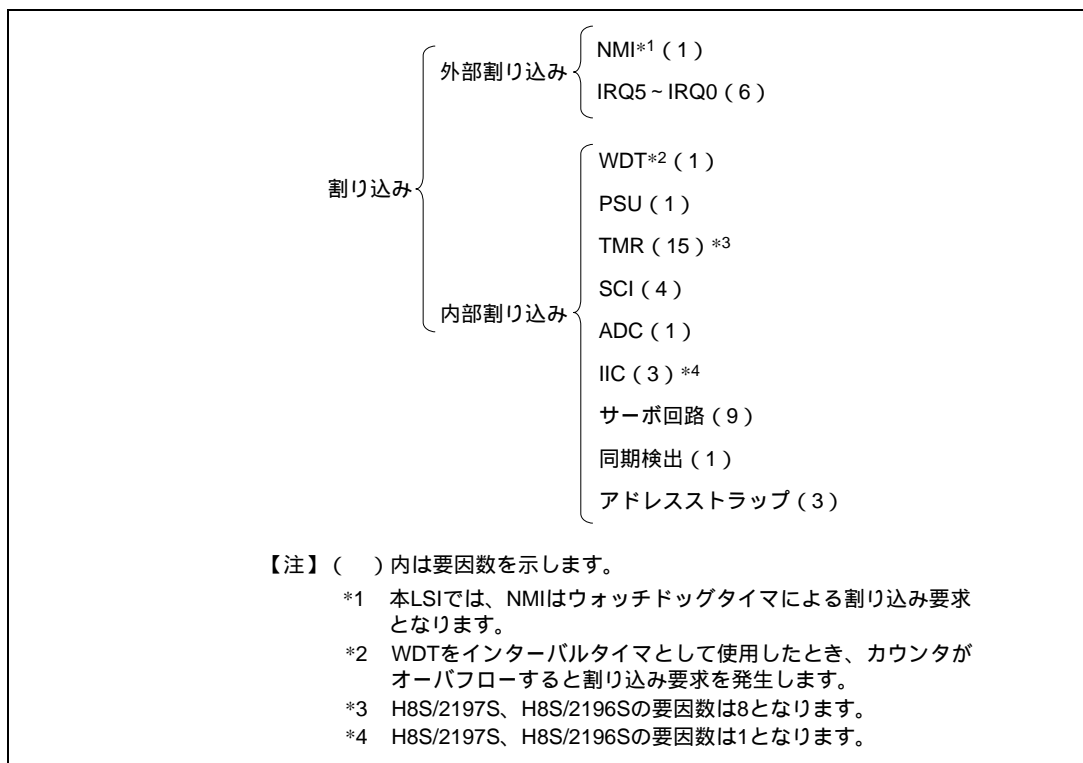 割り込み
外部割り込み
NMI*1（1）
IRQ5～IRQ0（6）
内部割り込み
WDT*2（1）
PSU（1）
TMR（15）*3
SCI（4）
ADC（1）
IIC（3）*4
サーボ回路（9）
同期検出（1）
アドレスストラップ（3）
【注】（　）内は要因数を示します。
*1　本LSIでは、NMIはウォッチドッグタイマによる割り込み要求
となります。
*2　WDTをインターバルタイマとして使用したとき、カウンタが
オーバフローすると割り込み要求を発生します。
*3　H8S/2197S、H8S/2196Sの要因数は8となります。
*4　H8S/2197S、H8S/2196Sの要因数は1となります。